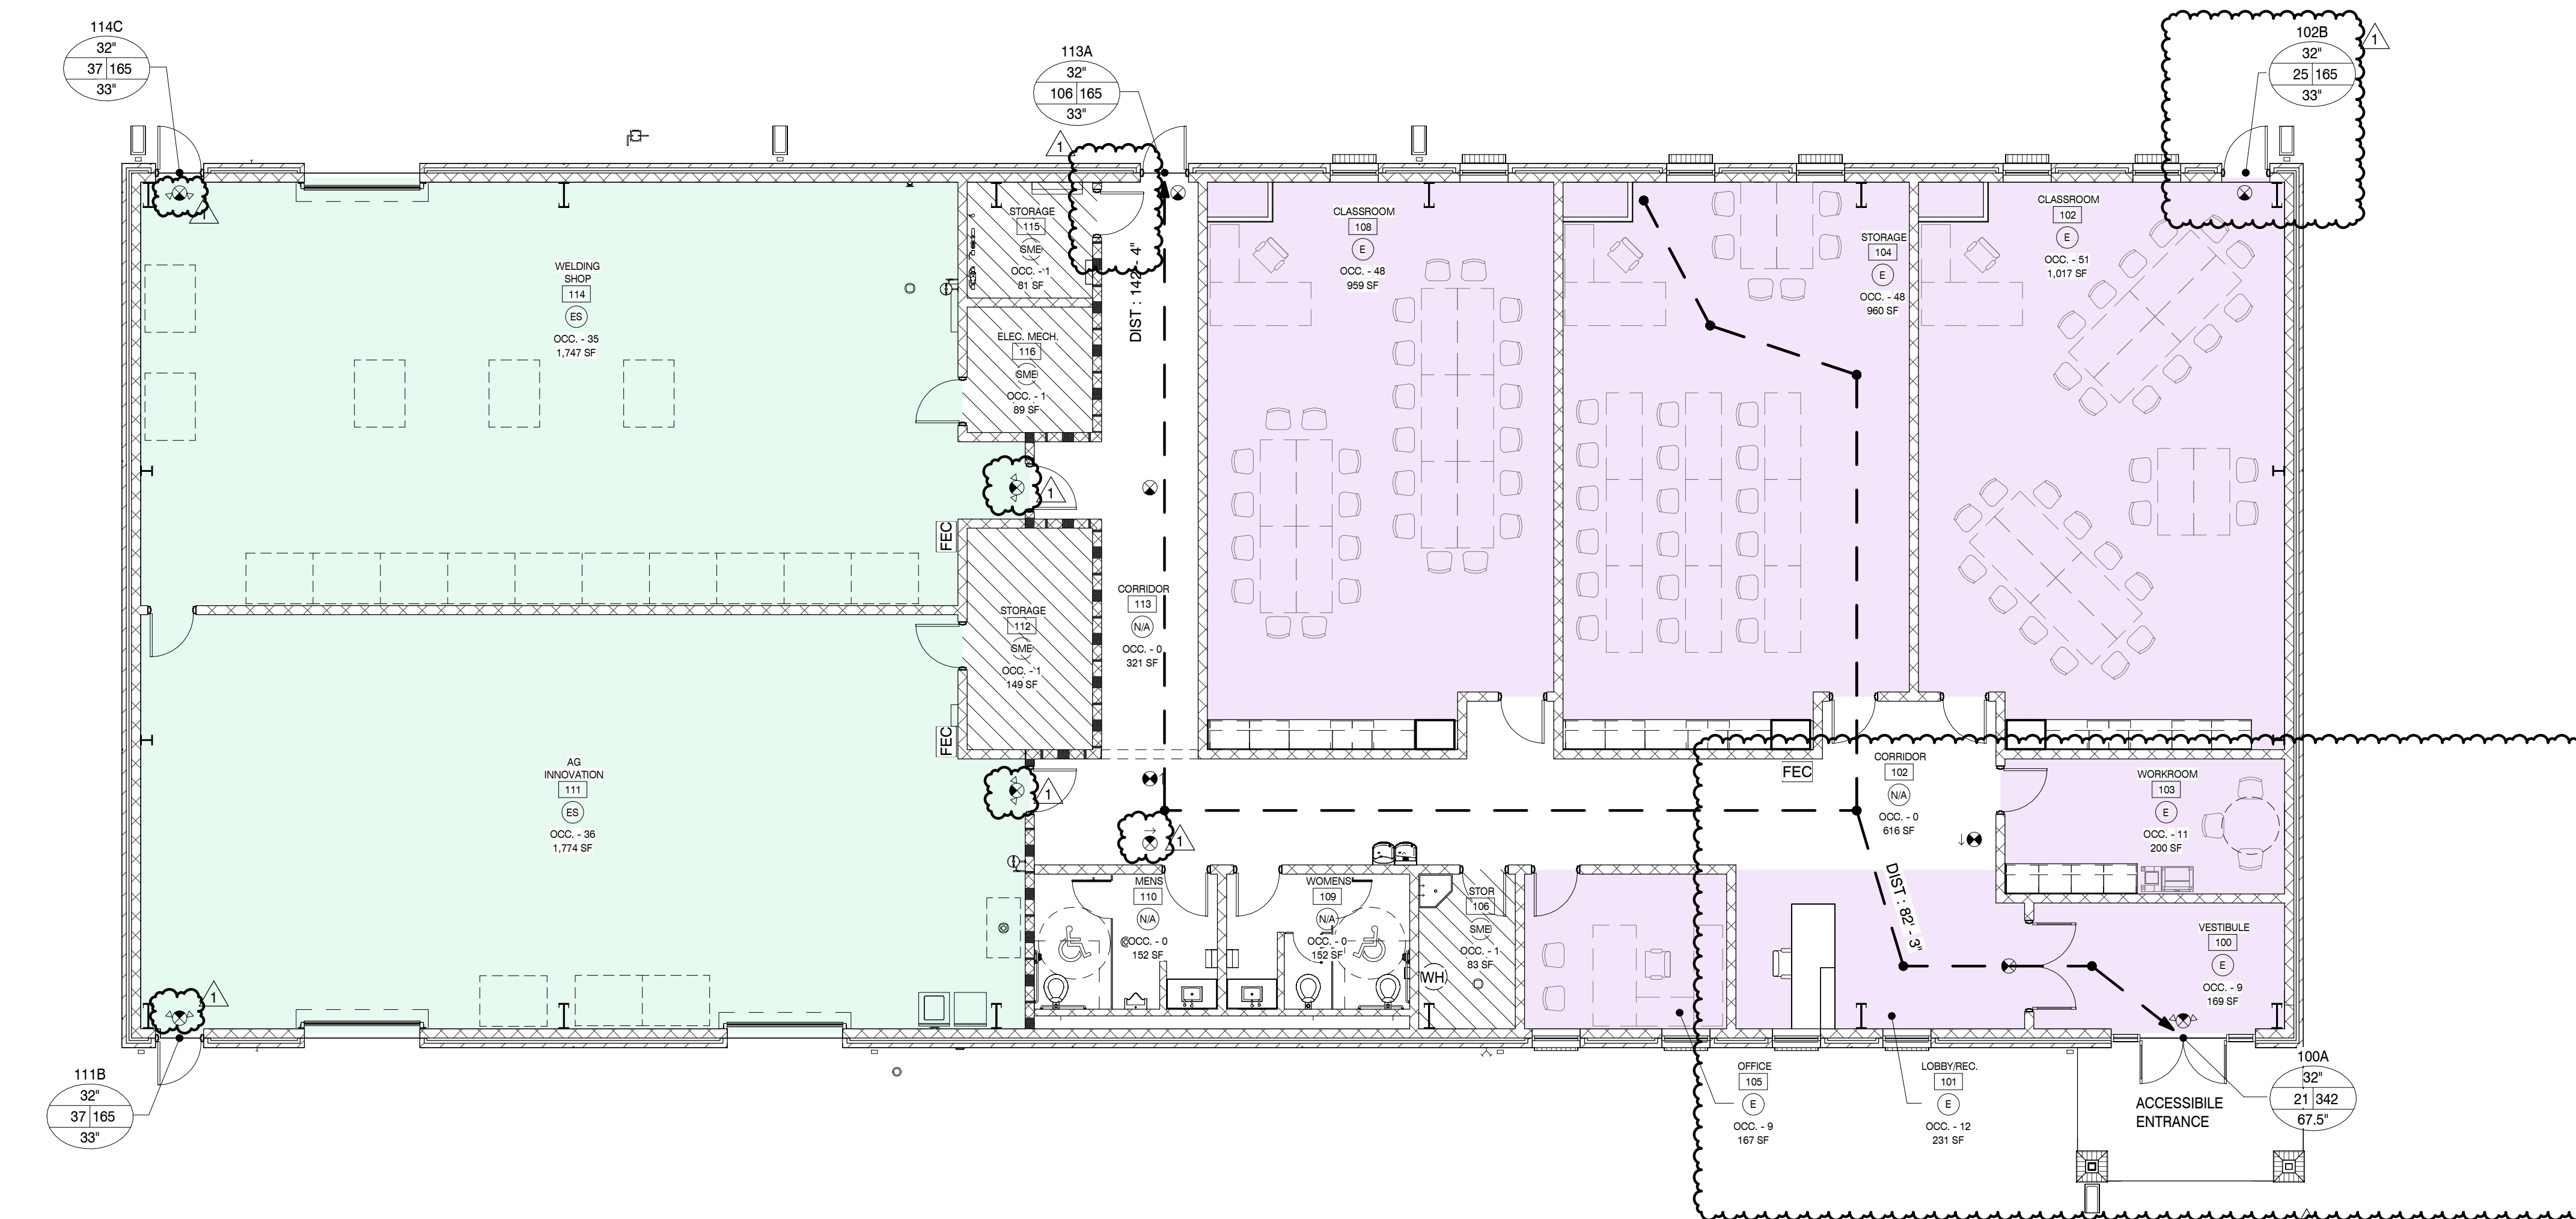 114C
32"
37 165
33"
113A
32"
106 165
33"
102B
32"
25 165
33"
1
1
1
WELDING
SHOP
114
ES
OCC. - 35
1,747 SF
STORAGE
115
SME
OCC. - 1
81 SF
ELEC. MECH.
116
SME
OCC. - 1
89 SF
DIST : 142' - 4"
CLASSROOM
108
E
OCC. - 48
959 SF
STORAGE
104
E
OCC. - 48
960 SF
CLASSROOM
102
E
OCC. - 51
1,017 SF
1
FEC
STORAGE
112
SME
OCC. - 1
149 SF
CORRIDOR
113
N/A
OCC. - 0
321 SF
FEC
AG
INNOVATION
111
ES
OCC. - 36
1,774 SF
1
1
FEC
CORRIDOR
102
N/A
OCC. - 0
616 SF
WORKROOM
103
E
OCC. - 11
200 SF
MENS
110
N/A
OCC. - 0
152 SF
WOMENS
109
N/A
OCC. - 0
152 SF
STOR
106
SME
OCC. - 1
83 SF
WH
DIST : 82' - 3"
VESTIBULE
100
E
OCC. - 9
169 SF
1
111B
32"
37 165
33"
OFFICE
105
E
OCC. - 9
167 SF
LOBBY/REC.
101
E
OCC. - 12
231 SF
ACCESSIBILE
ENTRANCE
100A
32"
21 342
67.5"